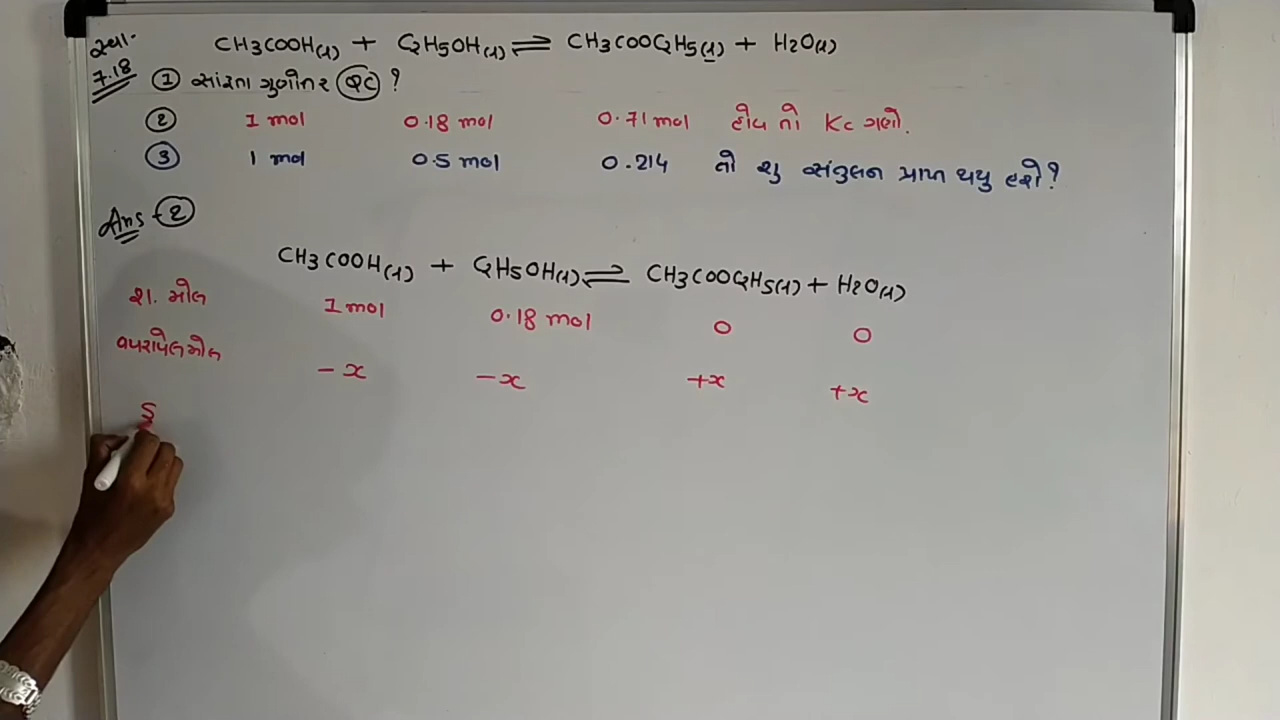 સ્વા. CH3COOH(l) + C2H5OH(l) ⇌ CH3COOC2H5(l) + H2O(l)
7.18 ① સાંદ્રતા ગુણોત્તર QC ?
② 1 mol 0.18 mol 0.71 mol હોય તો Kc ગણો.
③ 1 mol 0.5 mol 0.214 તો શુ સંતુલન પ્રાપ્ત થયુ હશે?
Ans - ②
CH3COOH(l) + C2H5OH(l) ⇌ CH3COOC2H5(l) + H2O(l)
શ. મોલ 1 mol 0.18 mol 0 0
વપરાયેલ મોલ - x - x +x +x